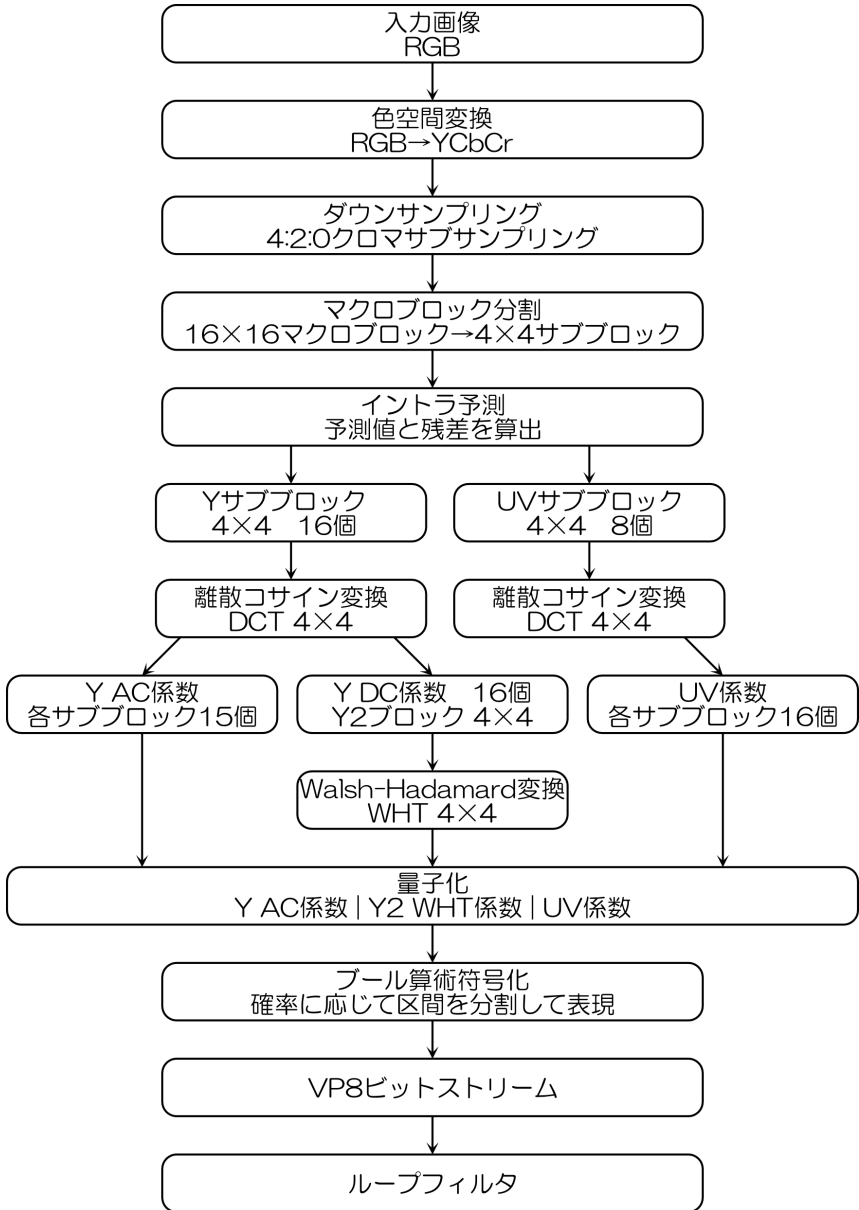 入力画像
RGB
色空間変換
RGB→YCbCr
ダウンサンプリング
4:2:0クロマサブサンプリング
マクロブロック分割
16×16マクロブロック→4×4サブブロック
イントラ予測
予測値と残差を算出
Yサブブロック
4×4　16個
UVサブブロック
4×4　8個
離散コサイン変換
DCT 4×4
離散コサイン変換
DCT 4×4
Y AC係数
各サブブロック15個
Y DC係数　16個
Y2ブロック 4×4
UV係数
各サブブロック16個
Walsh-Hadamard変換
WHT 4×4
量子化
Y AC係数 | Y2 WHT係数 | UV係数
ブール算術符号化
確率に応じて区間を分割して表現
VP8ビットストリーム
ループフィルタ